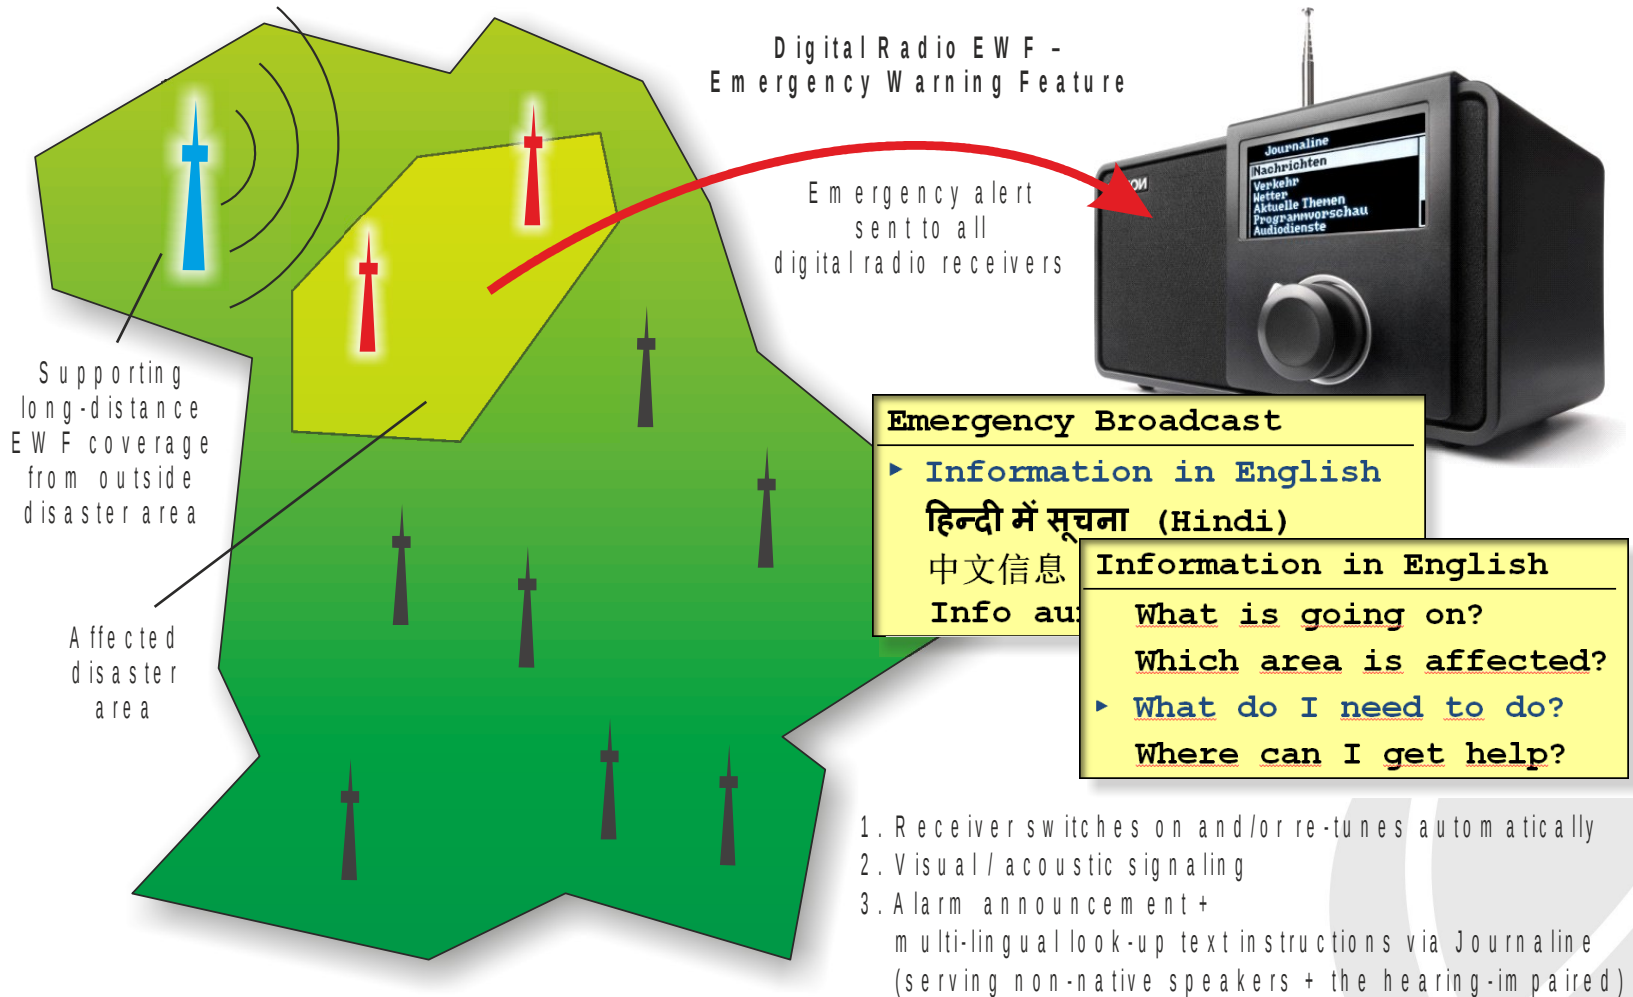 Digital Radio EWF –
Emergency Warning Feature
Emergency alert
sent to all
digital radio receivers
Journaline
Nachrichten
Verkehr
Wetter
Aktuelle Themen
Programmvorschau
Audiodienste
Supporting
long-distance
EWF coverage
from outside
disaster area
Affected
disaster
area
Emergency Broadcast
▸ Information in English
हिन्दी में सूचना (Hindi)
中文信息
Info
Information in English
What is going on?
Which area is affected?
▸ What do I need to do?
Where can I get help?
1. Receiver switches on and/or re-tunes automatically
2. Visual / acoustic signaling
3. Alarm announcement +
multi-lingual look-up text instructions via Journaline
(serving non-native speakers + the hearing-impaired)